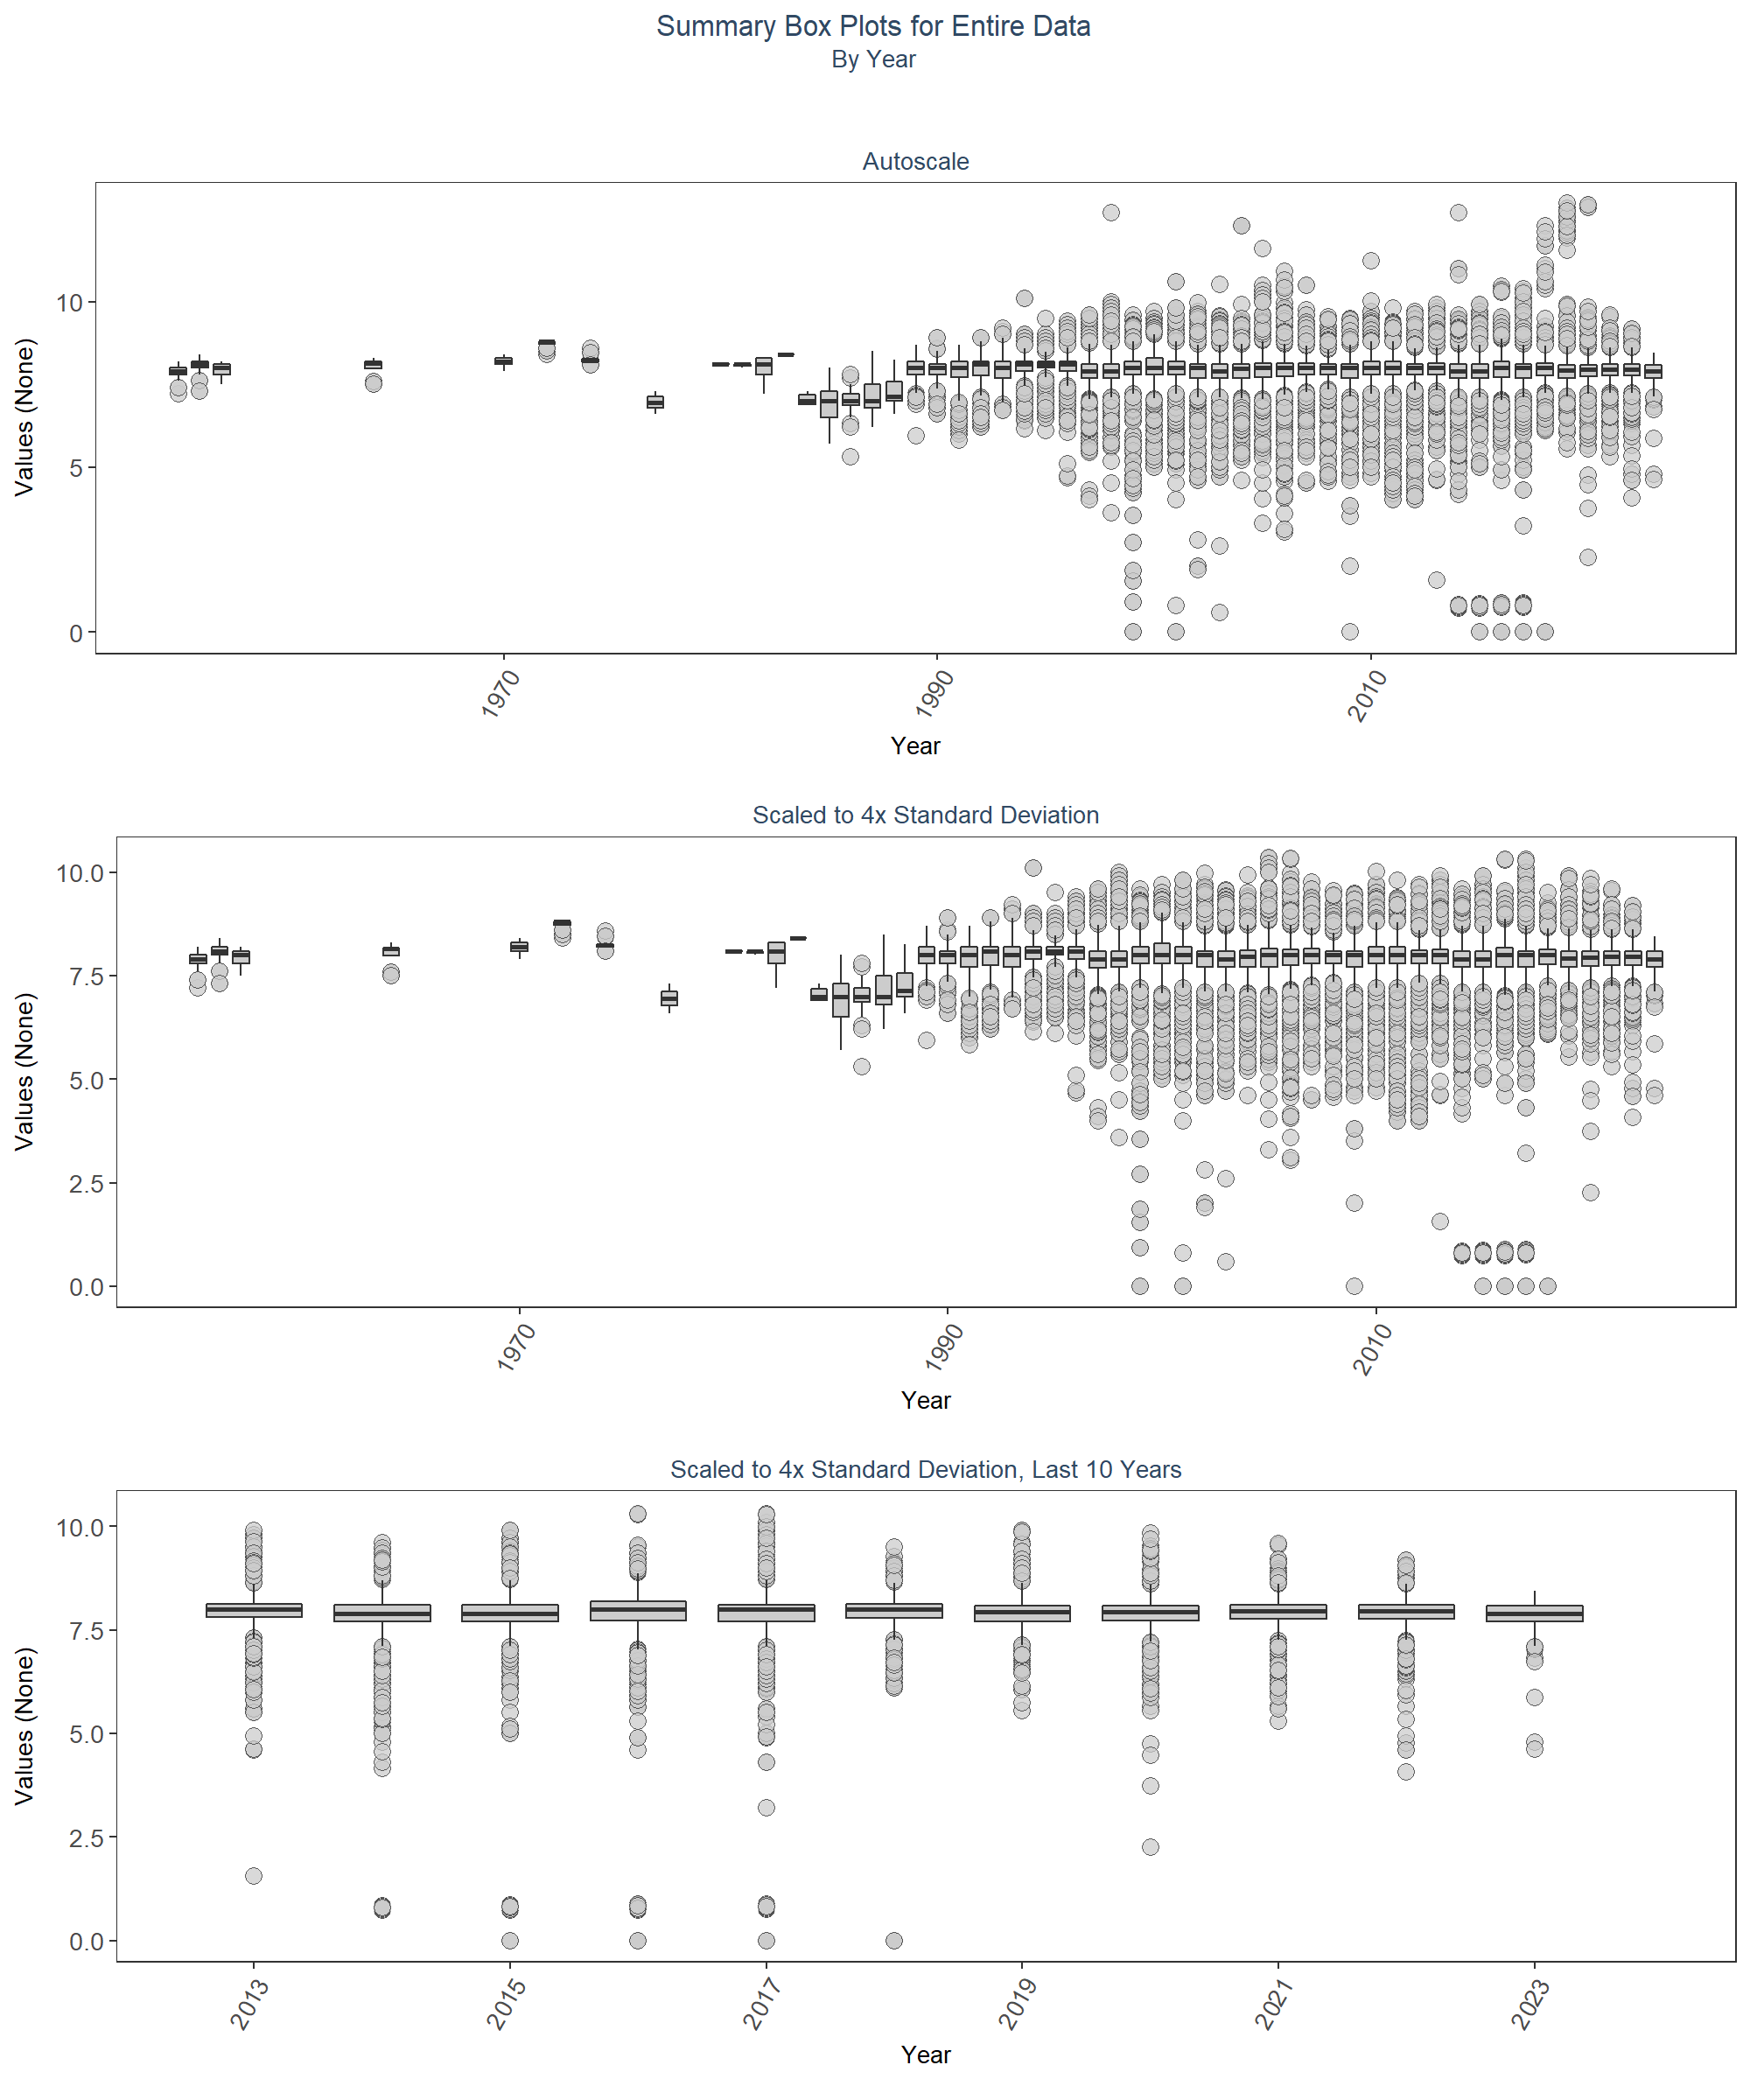 Summary Box Plots for Entire Data
By Year
Autoscale
Values (None)
10
5
0
1970
1990
2010
Year
Scaled to 4x Standard Deviation
Values (None)
10.0
7.5
5.0
2.5
0.0
1970
1990
2010
Year
Scaled to 4x Standard Deviation, Last 10 Years
Values (None)
10.0
7.5
5.0
2.5
0.0
2013
2015
2017
2019
2021
2023
Year